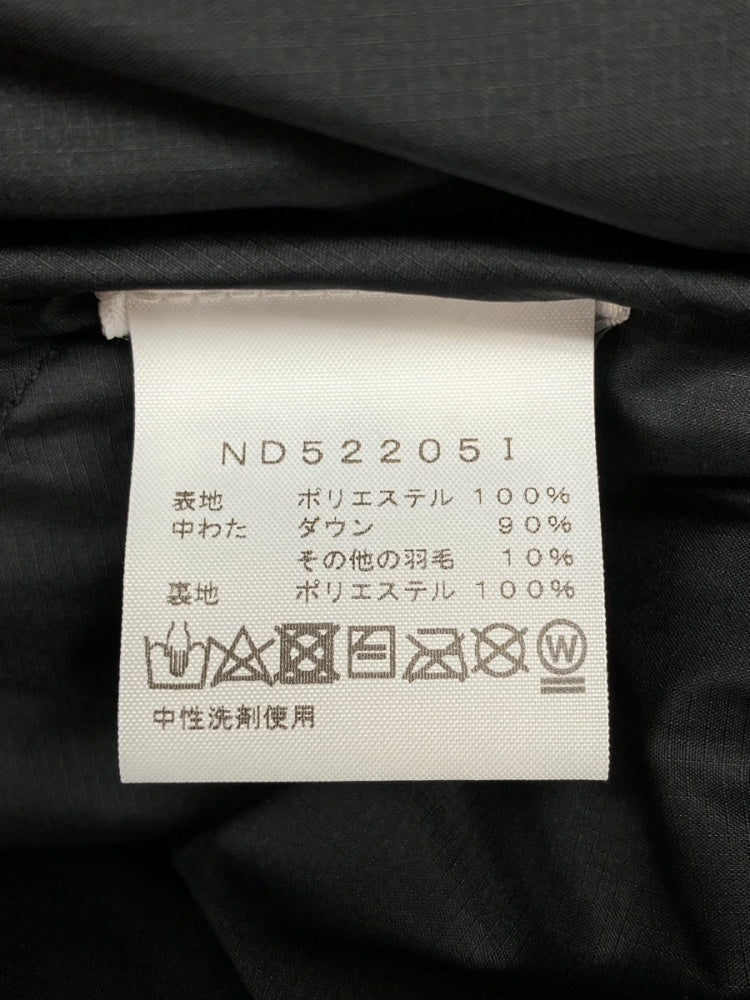 ND52205I
表地 ポリエステル 100%
中わた ダウン 90%
その他の羽毛 10%
裏地 ポリエステル 100%
W
中性洗剤使用